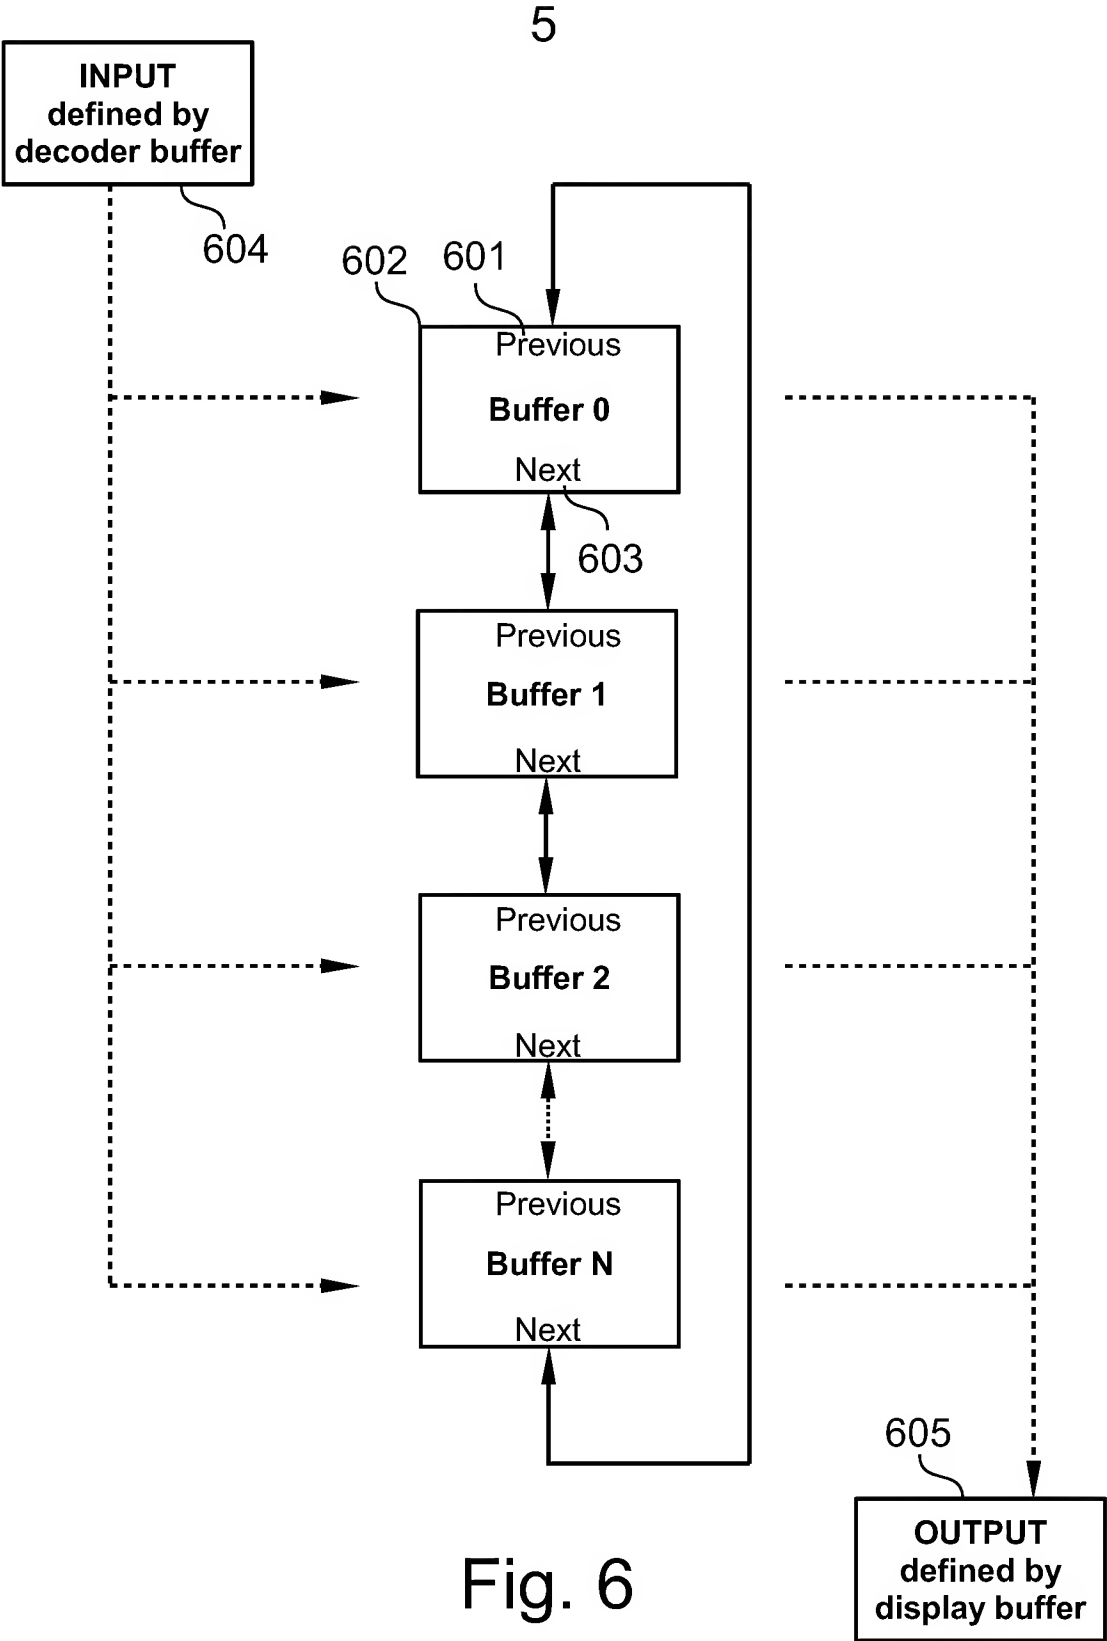 5
INPUT
defined by
decoder buffer
604
602
601
Previous
Buffer 0
Next
603
Previous
Buffer 1
Next
Previous
Buffer 2
Next
Previous
Buffer N
Next
605
OUTPUT
defined by
display buffer
Fig. 6